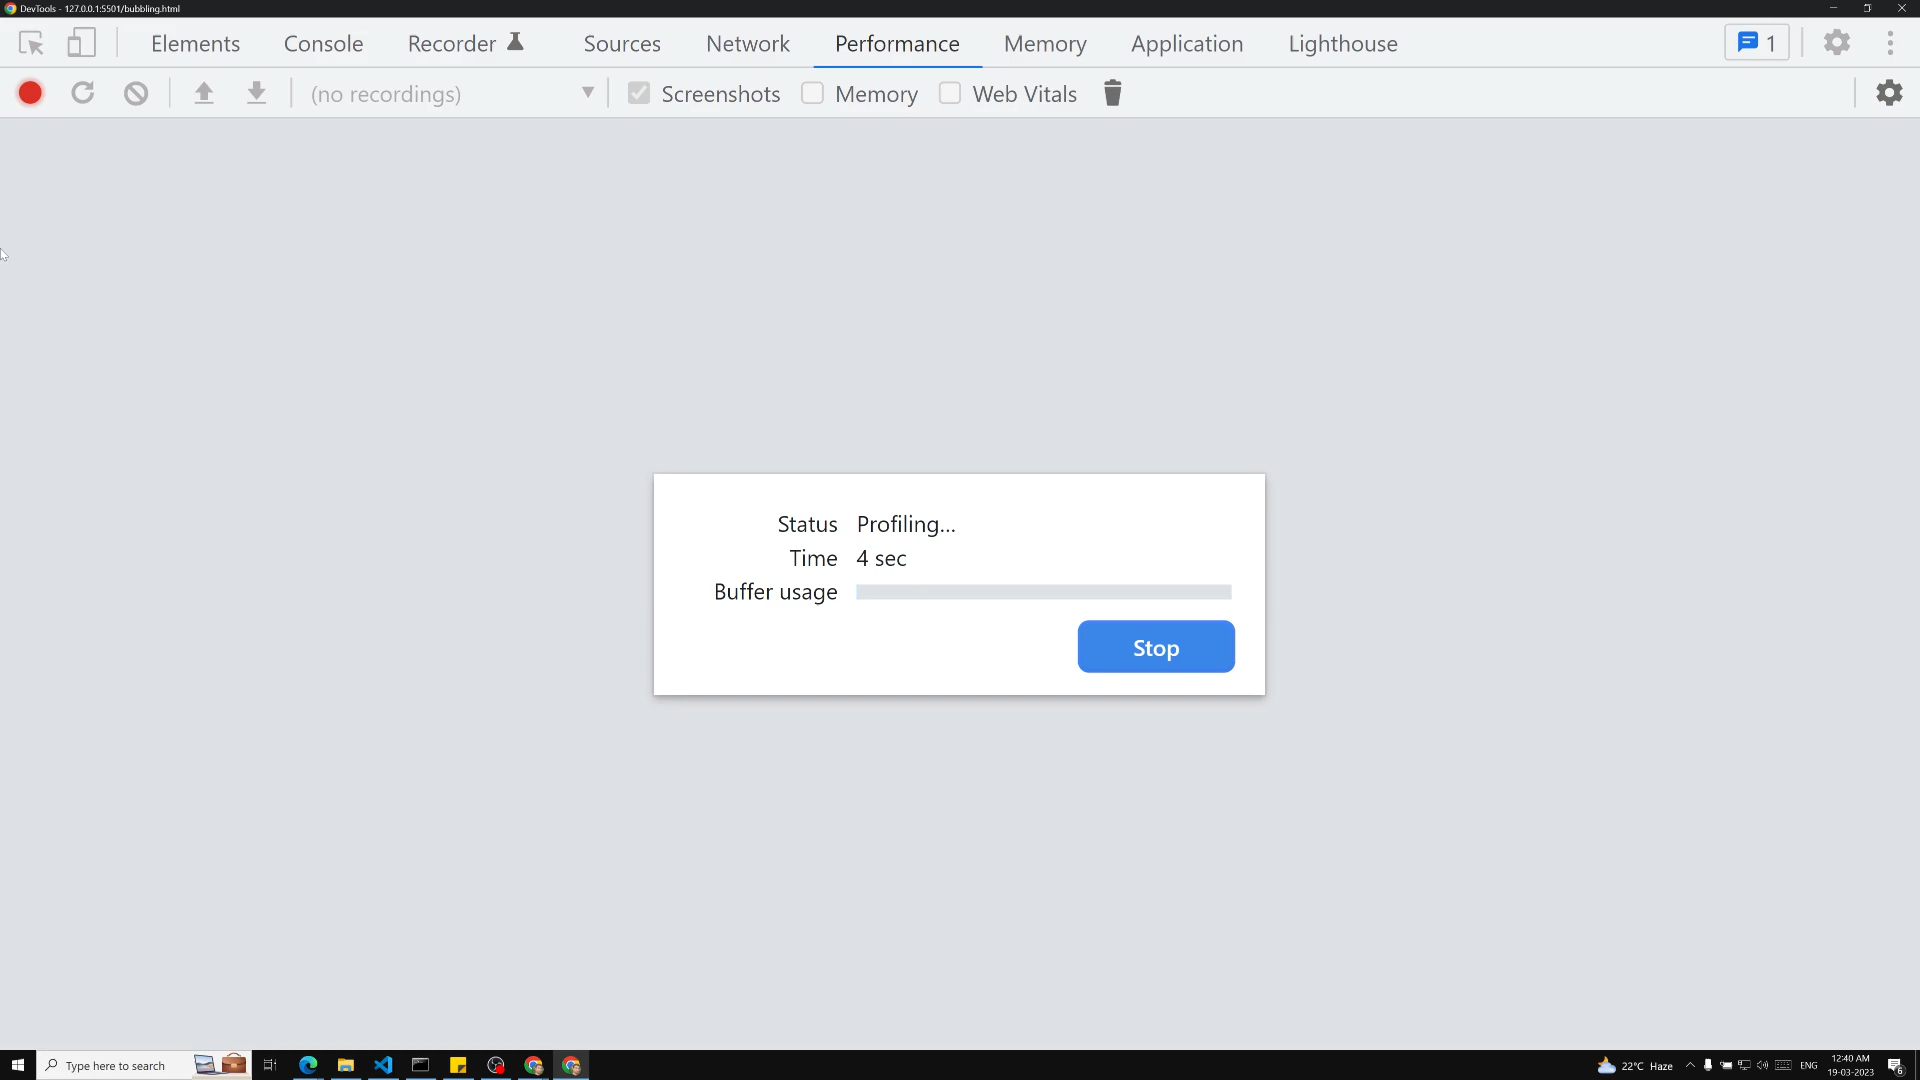 DevTools - 127.0.0.1:5501/bubbling.html
Elements Console Recorder Sources Network Performance Memory Application Lighthouse 1
(no recordings) Screenshots Memory Web Vitals
Status Profiling...
Time 4 sec
Buffer usage
Stop
Type here to search 22°C Haze ENG 12:40 AM
19-03-2023 6